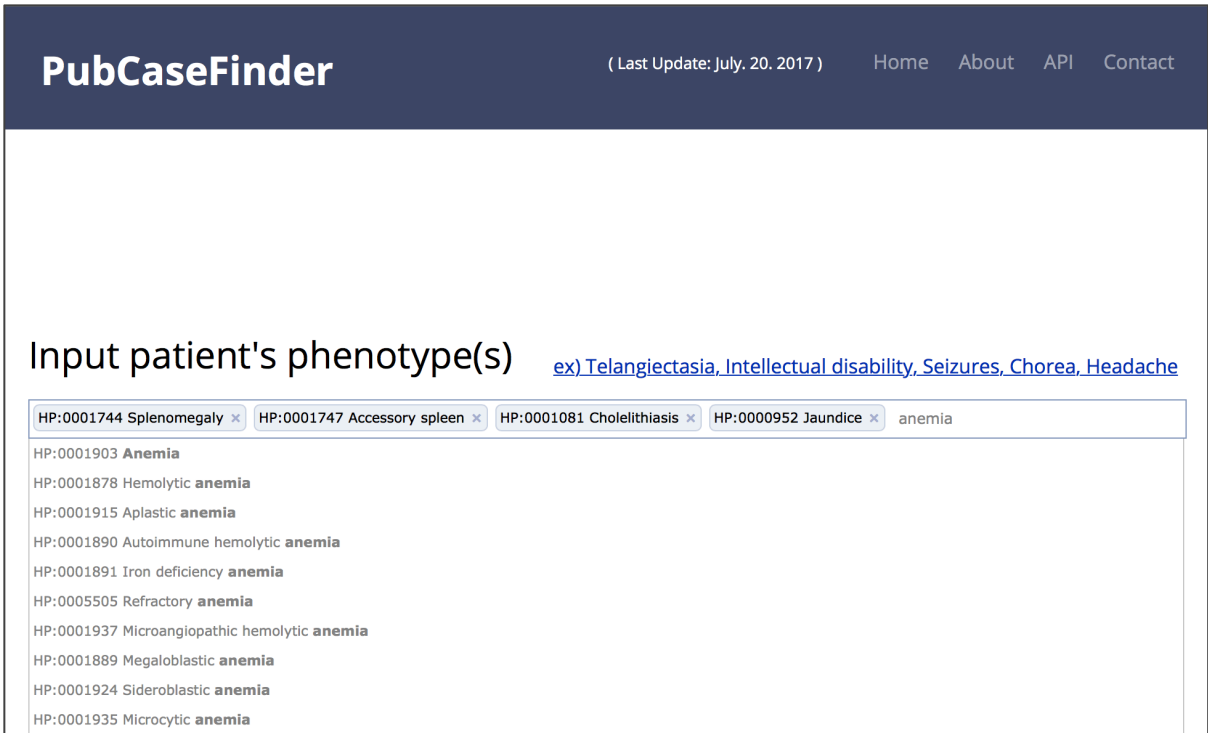 PubCaseFinder
( Last Update: July. 20. 2017 ) Home About API Contact
Input patient's phenotype(s) ex) Telangiectasia, Intellectual disability, Seizures, Chorea, Headache
HP:0001744 Splenomegaly × HP:0001747 Accessory spleen × HP:0001081 Cholelithiasis × HP:0000952 Jaundice × anemia
HP:0001903 Anemia
HP:0001878 Hemolytic anemia
HP:0001915 Aplastic anemia
HP:0001890 Autoimmune hemolytic anemia
HP:0001891 Iron deficiency anemia
HP:0005505 Refractory anemia
HP:0001937 Microangiopathic hemolytic anemia
HP:0001889 Megaloblastic anemia
HP:0001924 Sideroblastic anemia
HP:0001935 Microcytic anemia